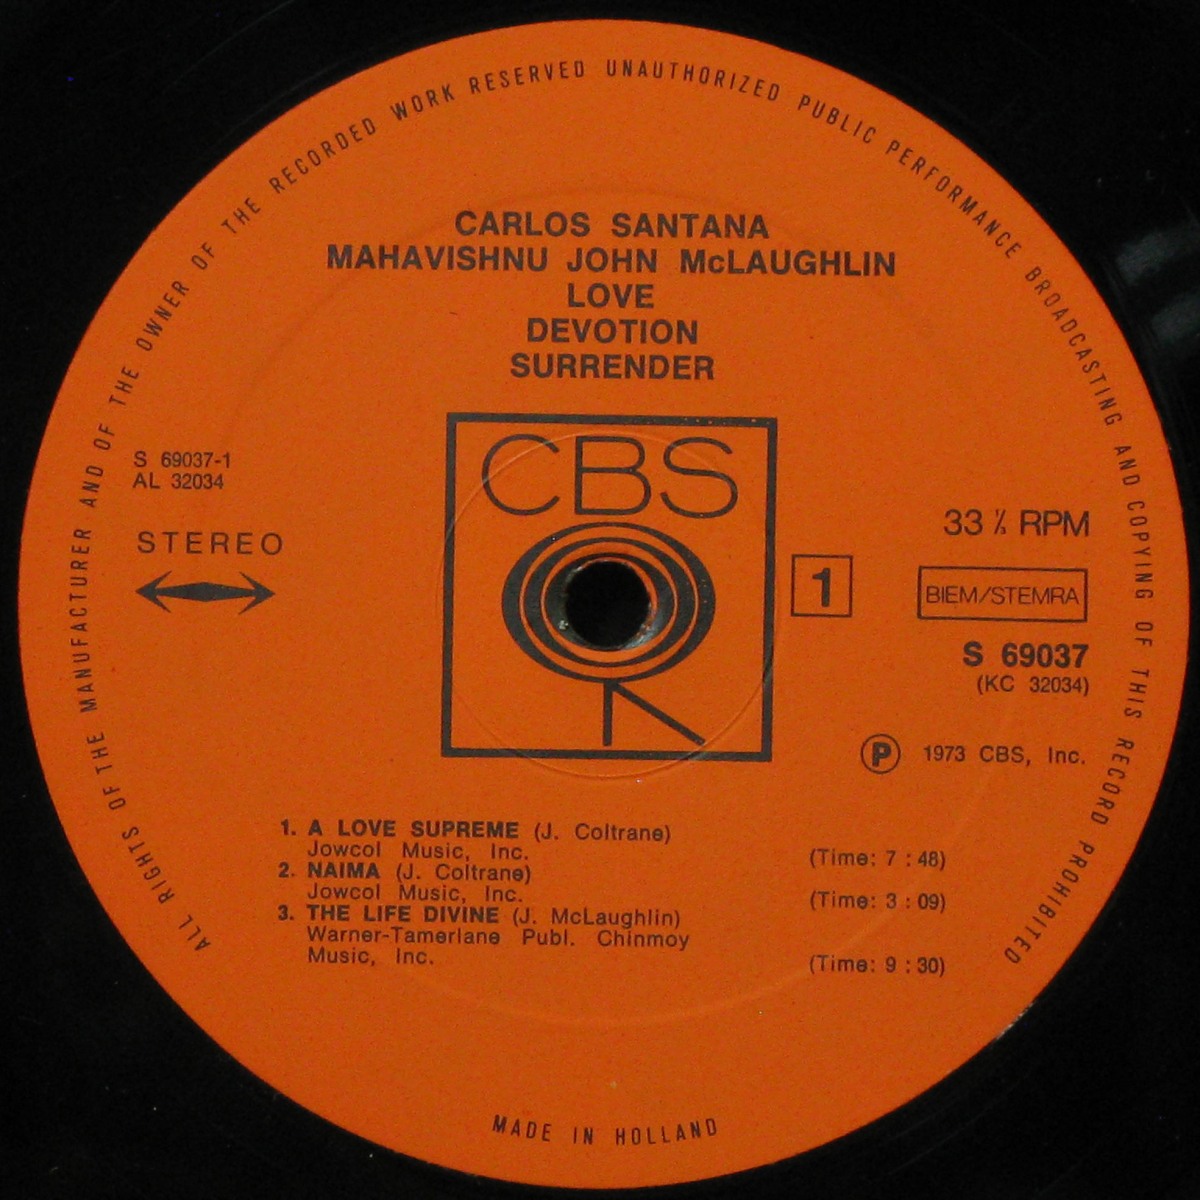 ALL RIGHTS OF THE MANUFACTURER AND OF THE OWNER OF THE RECORDED WORK RESERVED UNAUTHORIZED PUBLIC PERFORMANCE BROADCASTING AND COPYING OF THIS RECORD PROHIBITED
CARLOS SANTANA
MAHAVISHNU JOHN McLAUGHLIN
LOVE
DEVOTION
SURRENDER
CBS
S 69037-1
AL 32034
STEREO
33 ⅓ RPM
1
BIEM/STEMRA
S 69037
(KC 32034)
Ⓟ 1973 CBS, Inc.
1. A LOVE SUPREME (J. Coltrane)
Jowcol Music, Inc. (Time: 7 : 48)
2. NAIMA (J. Coltrane)
Jowcol Music, Inc. (Time: 3 : 09)
3. THE LIFE DIVINE (J. McLaughlin)
Warner-Tamerlane Publ. Chinmoy
Music, Inc. (Time: 9 : 30)
MADE IN HOLLAND